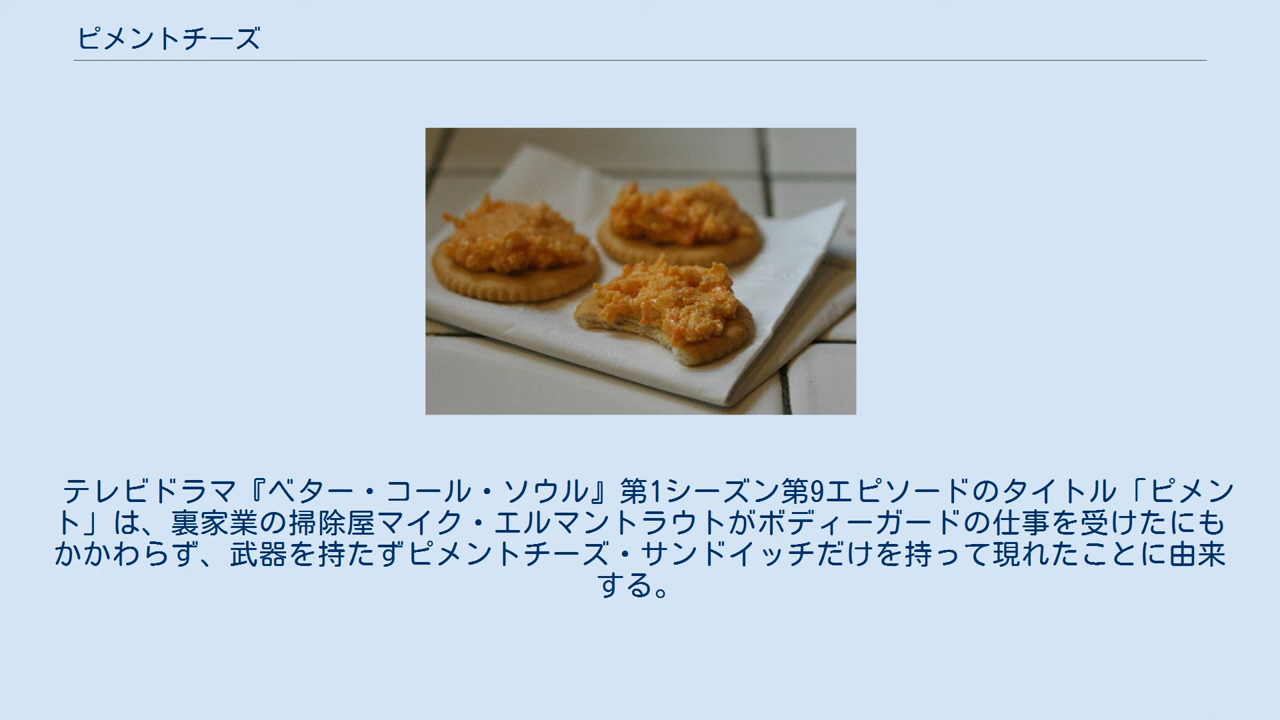 ピメントチーズ
テレビドラマ『ベター・コール・ソウル』第1シーズン第9エピソードのタイトル「ピメン
ト」は、裏家業の掃除屋マイク・エルマントラウトがボディーガードの仕事を受けたにも
かかわらず、武器を持たずピメントチーズ・サンドイッチだけを持って現れたことに由来
する。